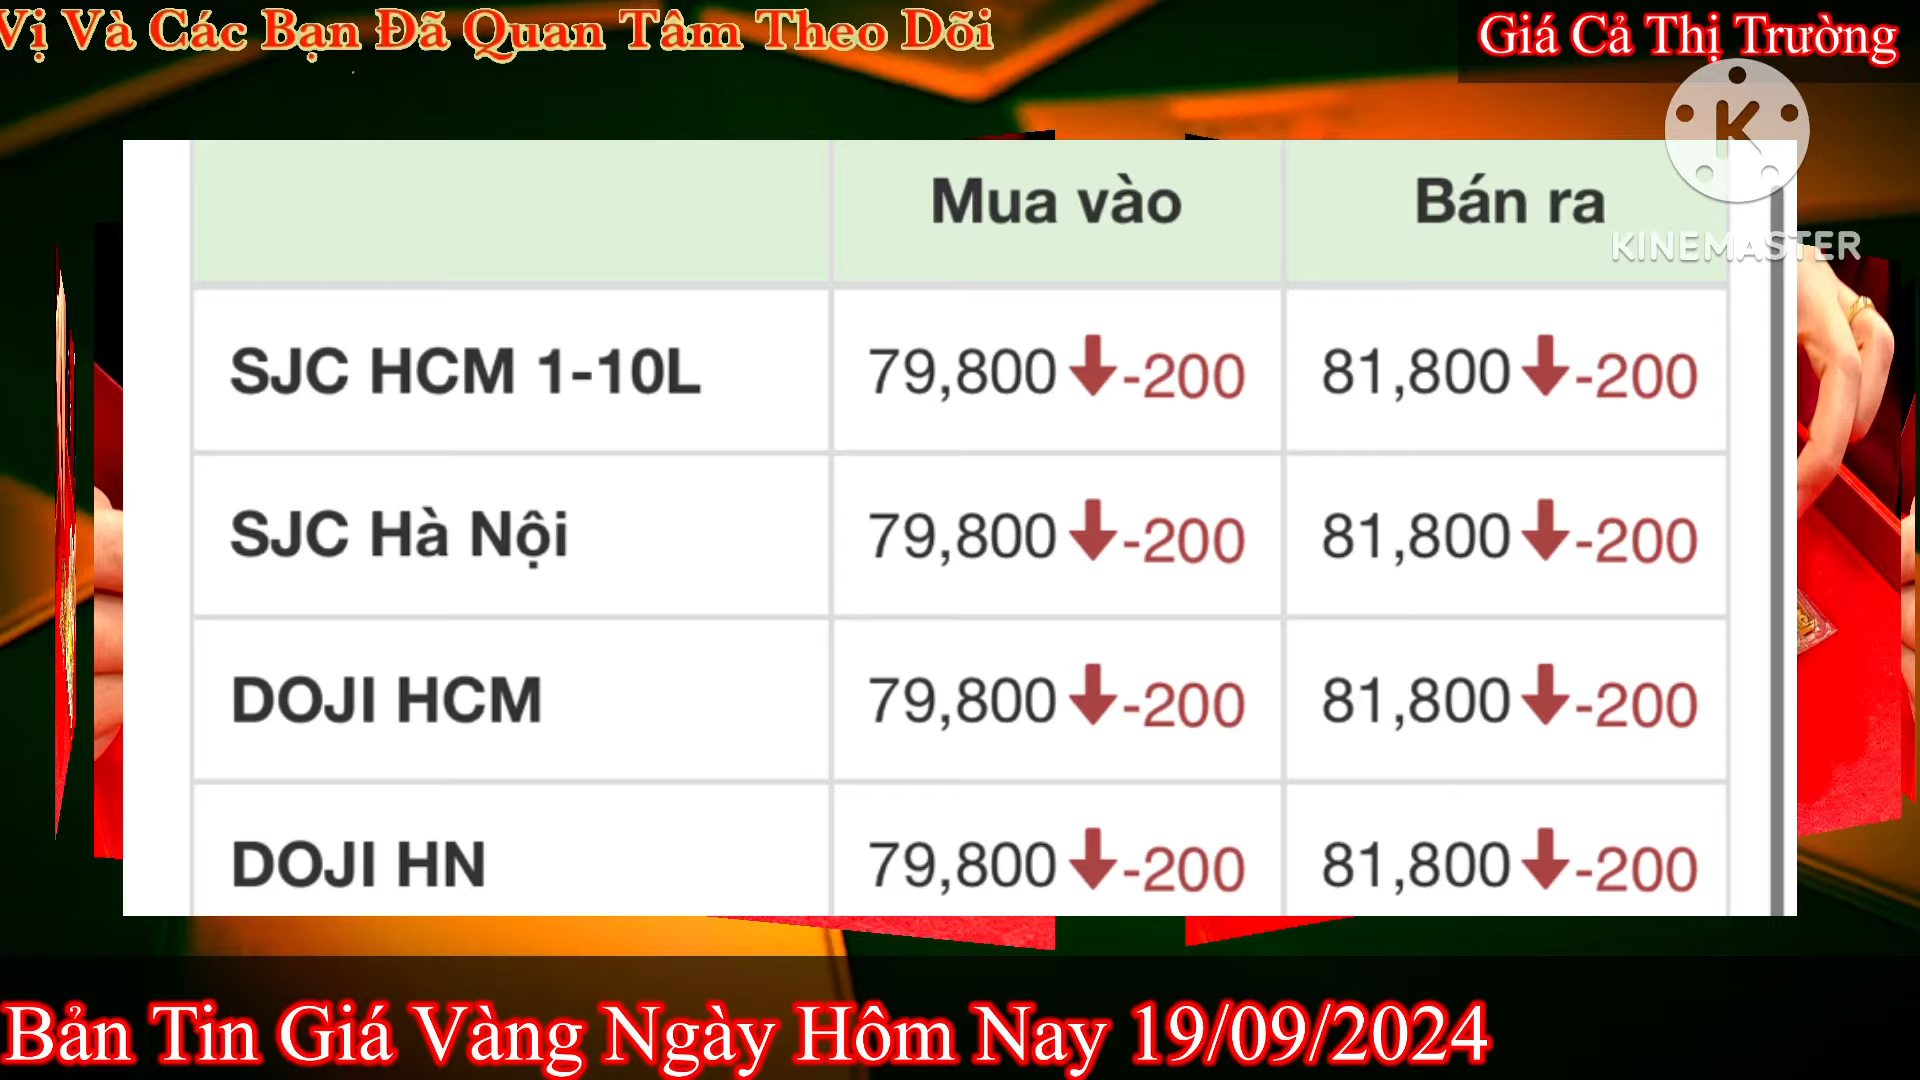 Vị Và Các Bạn Đã Quan Tâm Theo Dõi
Giá Cả Thị Trường
K
KINEMASTER
Mua vào Bán ra
SJC HCM 1-10L 79,800 -200 81,800 -200
SJC Hà Nội 79,800 -200 81,800 -200
DOJI HCM 79,800 -200 81,800 -200
DOJI HN 79,800 -200 81,800 -200
Bản Tin Giá Vàng Ngày Hôm Nay 19/09/2024